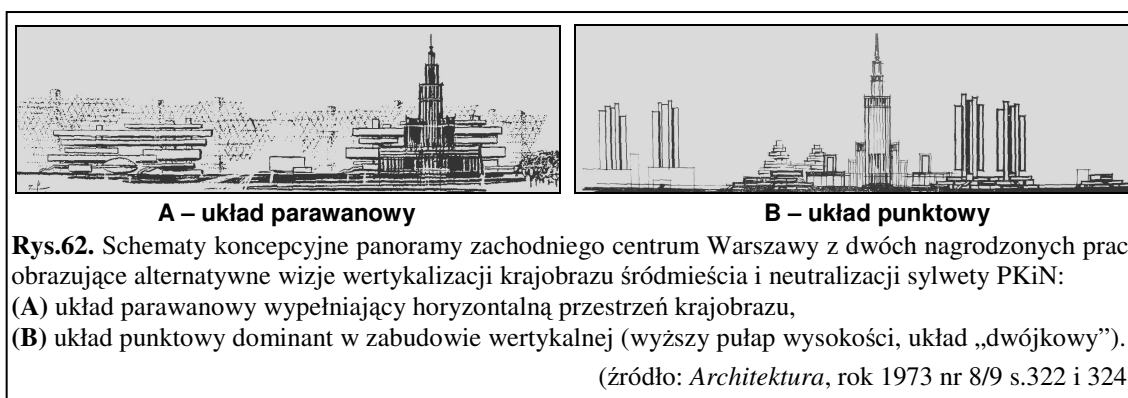 A – układ parawanowy
B – układ punktowy
Rys.62. Schematy koncepcyjne panoramy zachodniego centrum Warszawy z dwóch nagrodzonych prac
obrazujące alternatywne wizje wertykalizacji krajobrazu śródmieścia i neutralizacji sylwety PKiN:
(A) układ parawanowy wypełniający horyzontalną przestrzeń krajobrazu,
(B) układ punktowy dominant w zabudowie wertykalnej (wyższy pułap wysokości, układ „dwójkowy”).
(źródło: Architektura, rok 1973 nr 8/9 s.322 i 324